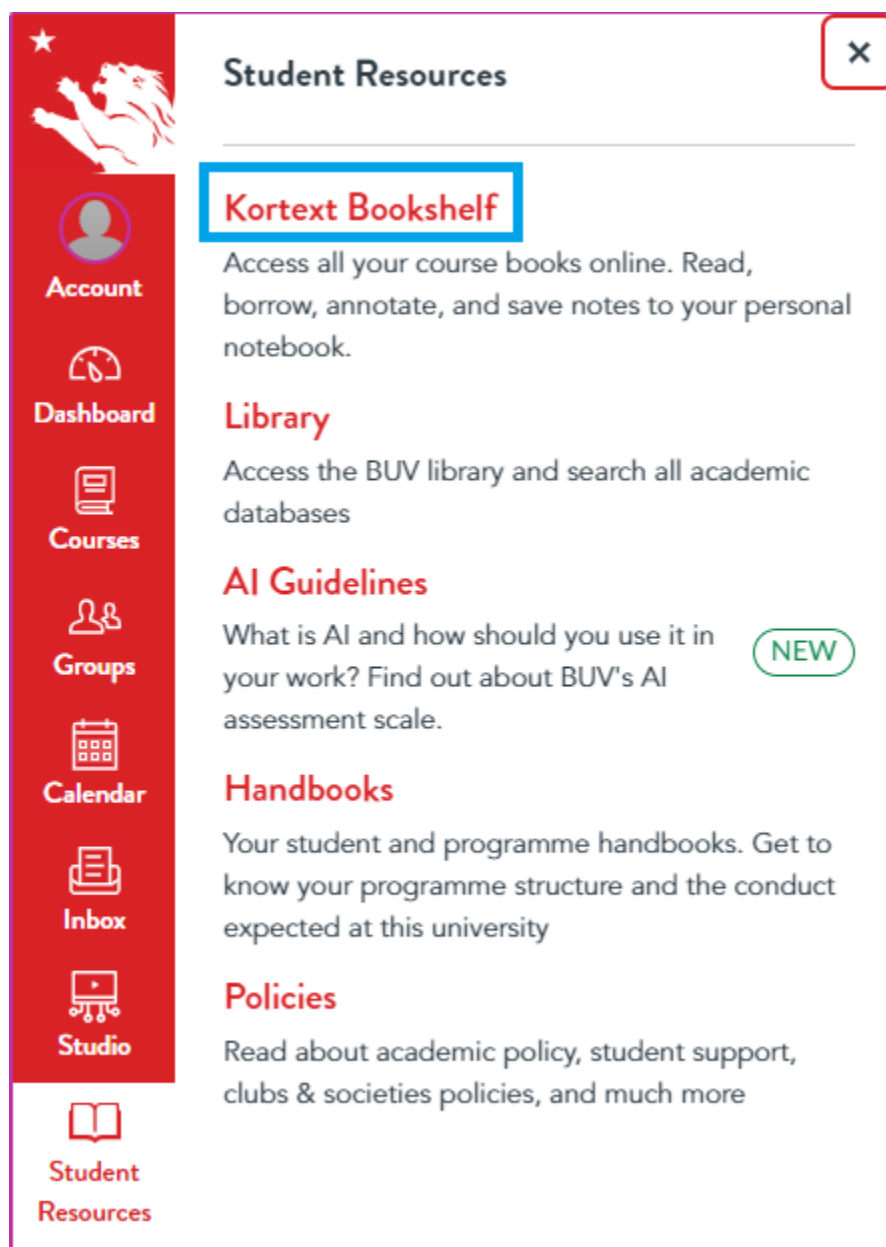 Student Resources
×
Kortext Bookshelf
Access all your course books online. Read,
borrow, annotate, and save notes to your personal
notebook.
Library
Access the BUV library and search all academic
databases
AI Guidelines
What is AI and how should you use it in
your work? Find out about BUV's AI
assessment scale.
NEW
Handbooks
Your student and programme handbooks. Get to
know your programme structure and the conduct
expected at this university
Policies
Read about academic policy, student support,
clubs & societies policies, and much more
Account
Dashboard
Courses
Groups
Calendar
Inbox
Studio
Student
Resources